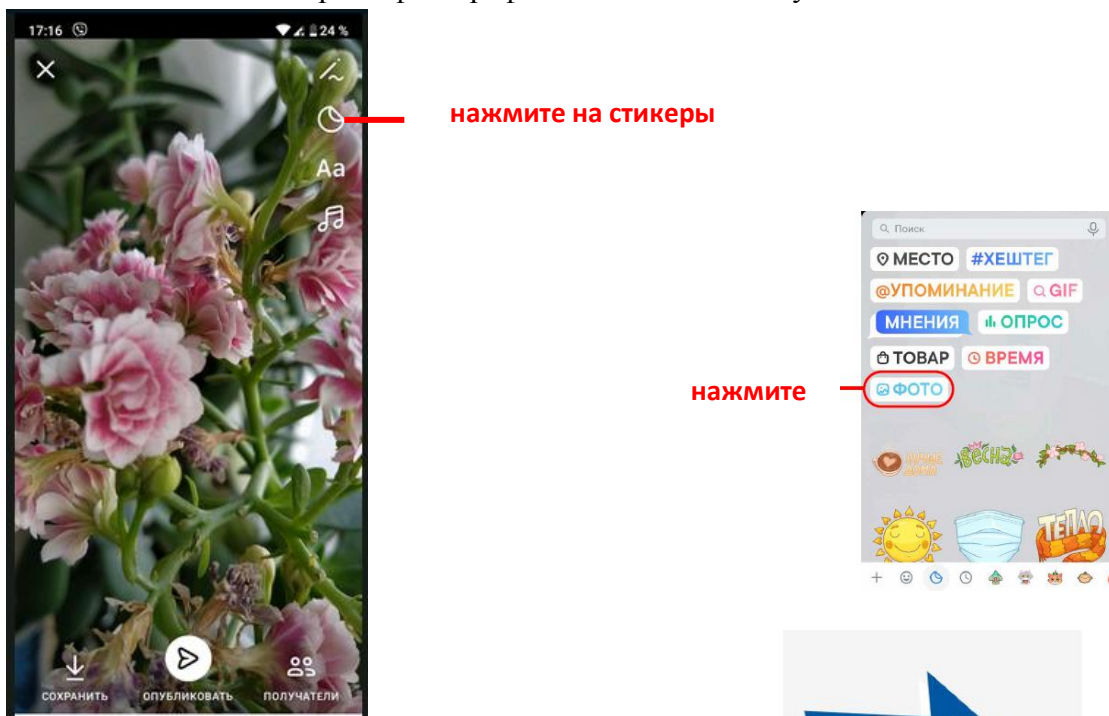 17:16
24 %
нажмите на стикеры
Aa
Поиск
МЕСТО #ХЕШТЕГ
@УПОМИНАНИЕ GIF
МНЕНИЯ ОПРОС
ТОВАР ВРЕМЯ
нажмите
ФОТО
весна
ТЕПЛО
СОХРАНИТЬ
ОПУБЛИКОВАТЬ
ПОЛУЧАТЕЛИ